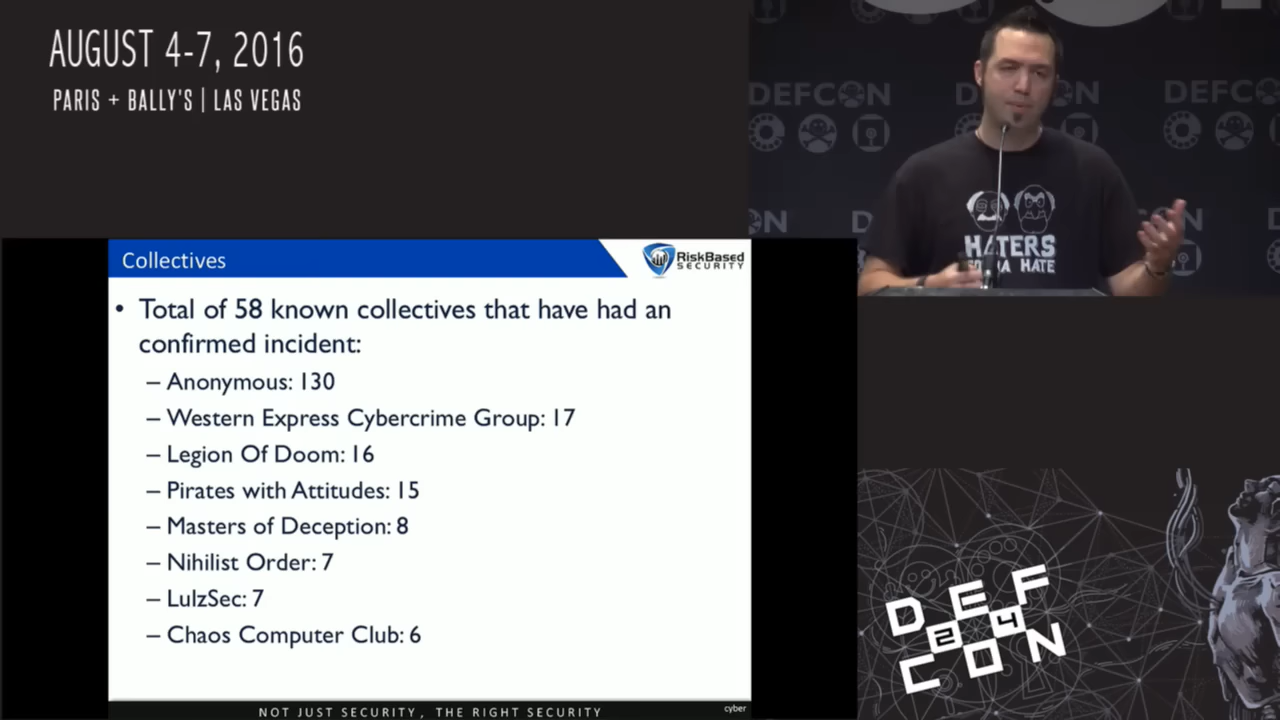 AUGUST 4-7, 2016
PARIS + BALLY'S | LAS VEGAS
DEFCON
DEFCON
HATERS
Collectives
RiskBased
SECURITY
• Total of 58 known collectives that have had an
confirmed incident:
– Anonymous: 130
– Western Express Cybercrime Group: 17
– Legion Of Doom: 16
– Pirates with Attitudes: 15
– Masters of Deception: 8
– Nihilist Order: 7
– LulzSec: 7
– Chaos Computer Club: 6
NOT JUST SECURITY, THE RIGHT SECURITY
cyber
DEF
24
CON